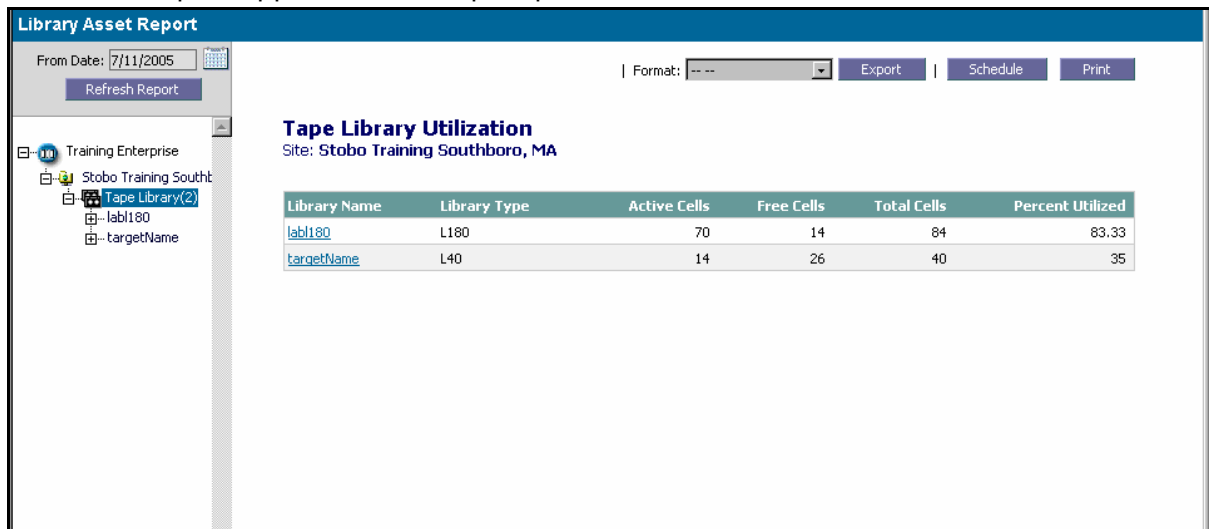 Library Asset Report
From Date: 7/11/2005
Refresh Report
| Format: -- -- Export | Schedule Print
Training Enterprise
Stobo Training Southb
Tape Library(2)
labl180
targetName
Tape Library Utilization
Site: Stobo Training Southboro, MA
Library Name Library Type Active Cells Free Cells Total Cells Percent Utilized
labl180 L180 70 14 84 83.33
targetName L40 14 26 40 35